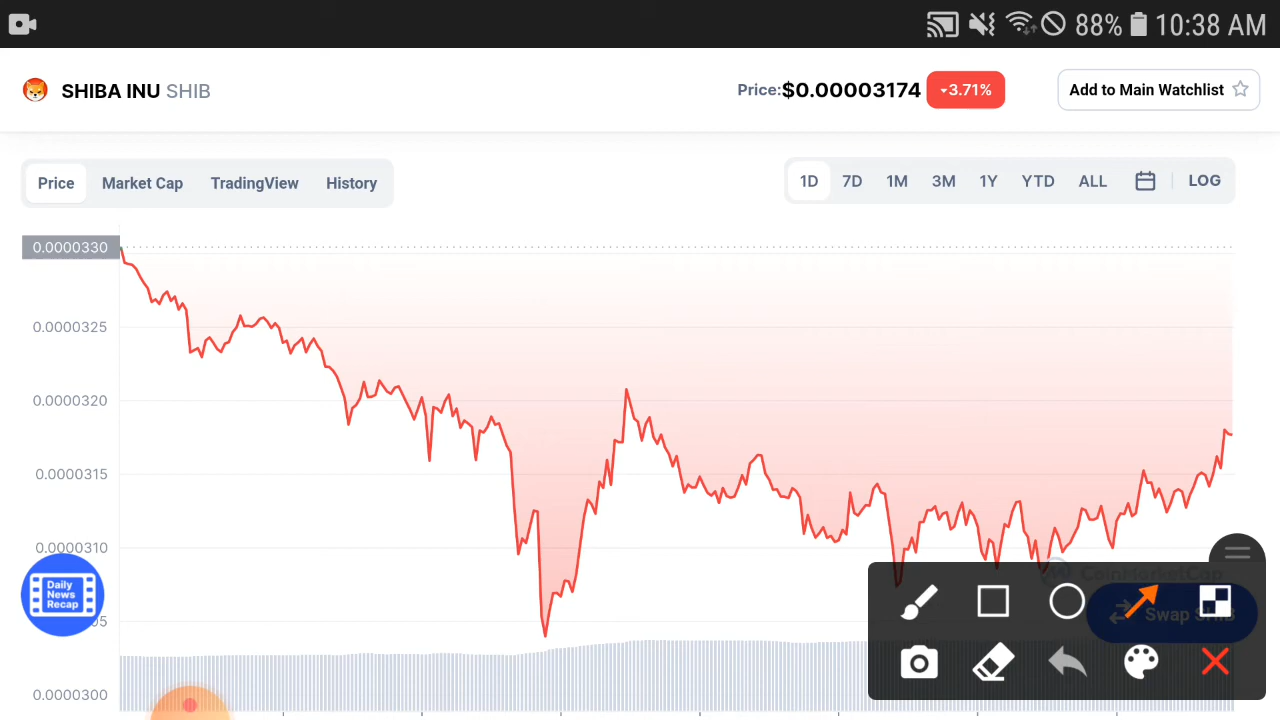 88% 10:38 AM
SHIBA INU SHIB Price: $0.00003174 3.71% Add to Main Watchlist
Price Market Cap TradingView History 1D 7D 1M 3M 1Y YTD ALL LOG
0.0000330
0.0000325
0.0000320
0.0000315
0.0000310
CoinMarketCap
Daily
News
Recap
5
Swap SHIB
0.0000300